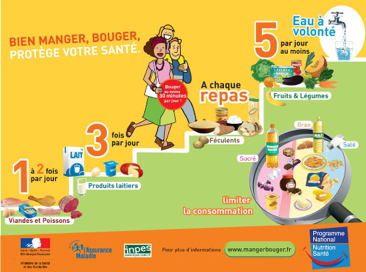 BIEN MANGER, BOUGER,
PROTÈGE VOTRE SANTÉ.
Bouger
au moins
30 minutes
par jour !
5
par jour
au moins
Eau à
volonté
Fruits & Légumes
A chaque
repas
Féculents
3 fois
par jour
LAIT
Produits laitiers
1 à 2 fois
par jour
Viandes et Poissons
Gras
Sucré
Salé
limiter
la consommation
l'Assurance
Maladie
inpes
Pour plus d'informations
www.mangerbouger.fr
Programme
National
Nutrition
Santé